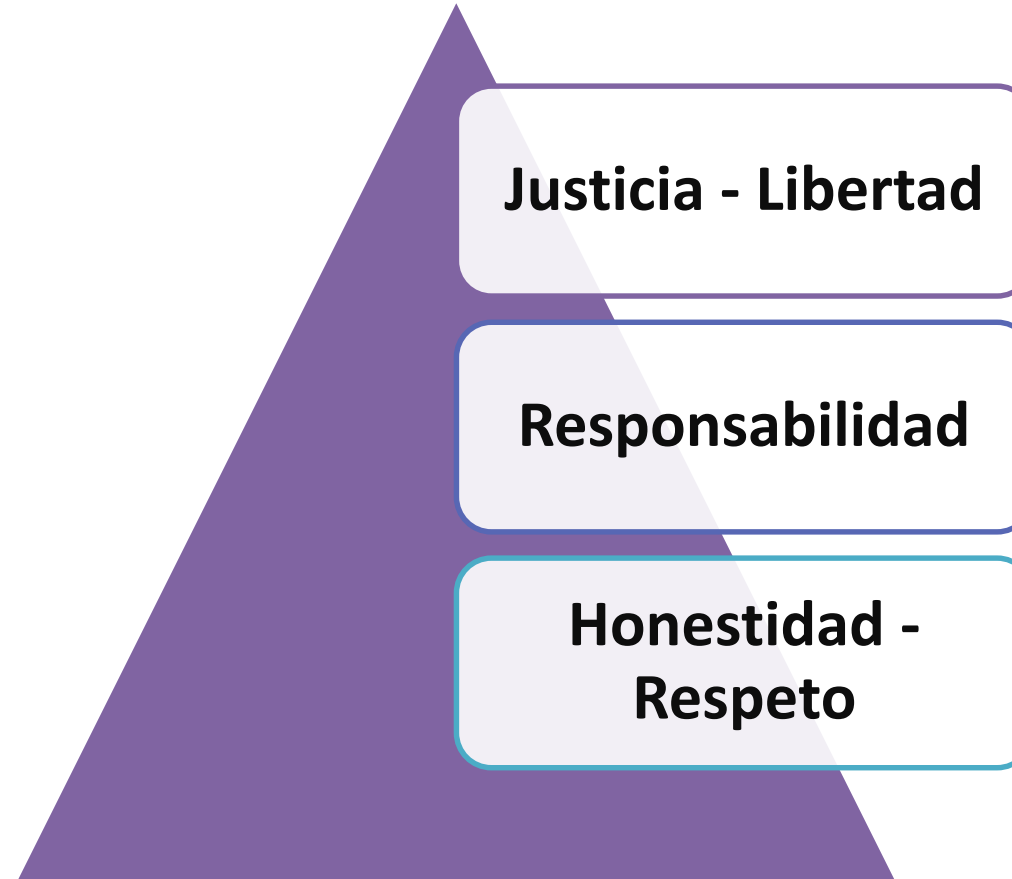 Justicia - Libertad
Responsabilidad
Honestidad -
Respeto